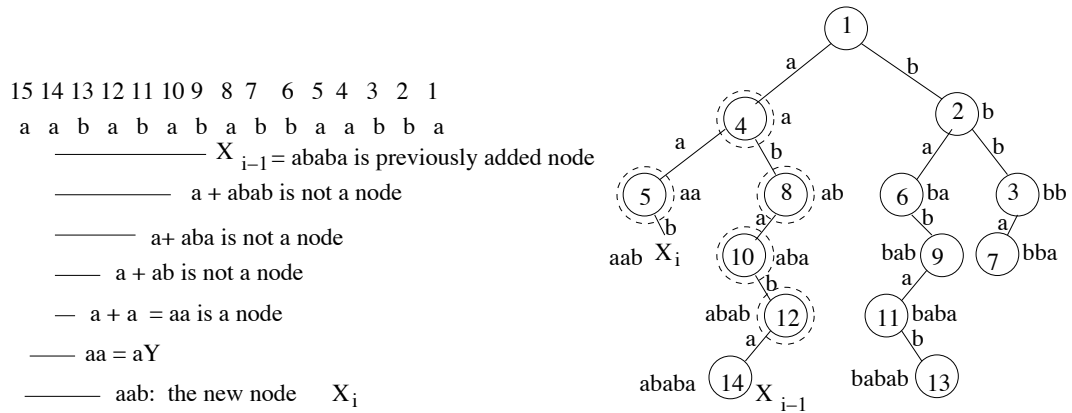 15 14 13 12 11 10 9 8 7 6 5 4 3 2 1
a a b a b a b a b b a a b b a
X i–1 = ababa is previously added node
a + abab is not a node
a+ aba is not a node
a + ab is not a node
a + a = aa is a node
aa = aY
aab: the new node X i
1
a b
4 a 2 b
a b a b
5 aa 8 ab 6 ba 3 bb
b a b a
aab X i 10 aba bab 9 7 bba
b a
abab 12 11 baba
a b
ababa 14 X i–1 babab 13